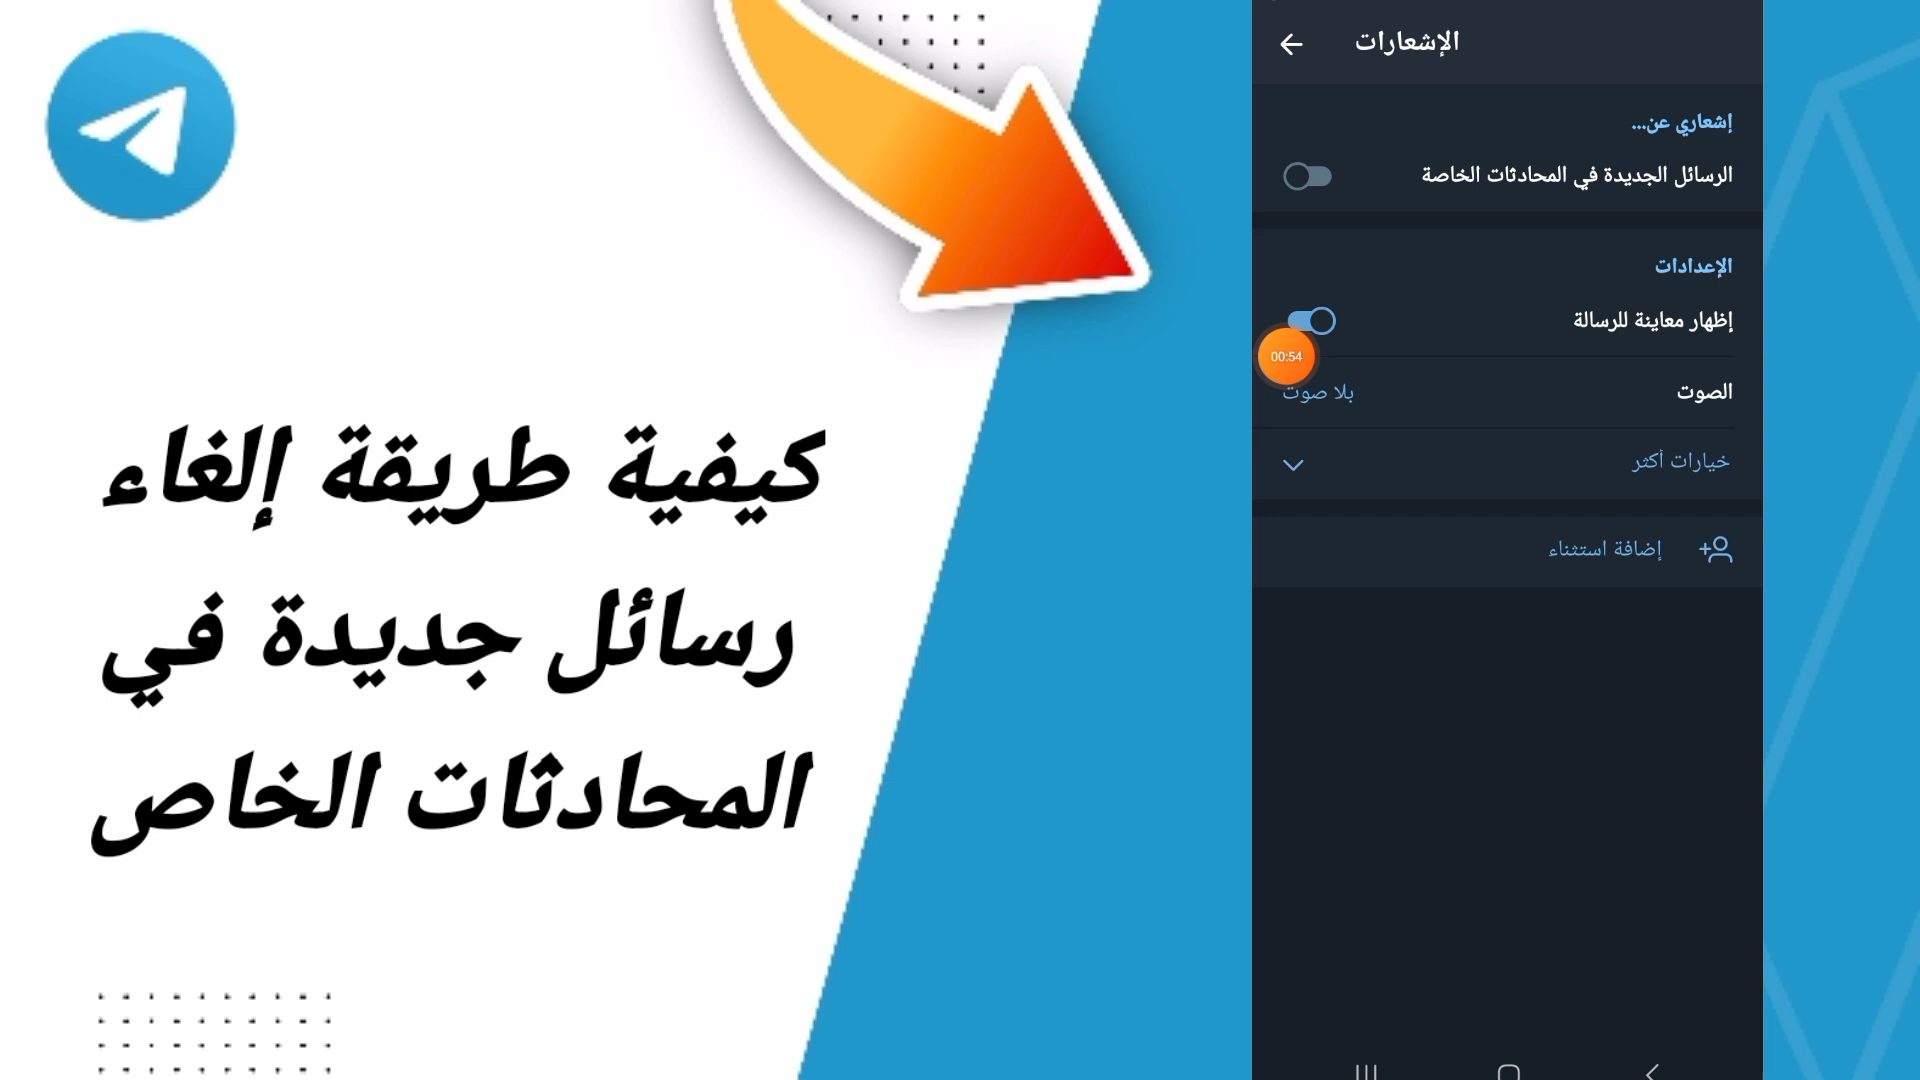 كيفية طريقة إلغاء
رسائل جديدة في
المحادثات الخاص
الإشعارات
إشعاري عن...
الرسائل الجديدة في المحادثات الخاصة
الإعدادات
إظهار معاينة للرسالة
00:54
الصوت بلا صوت
خيارات أكثر
إضافة استثناء